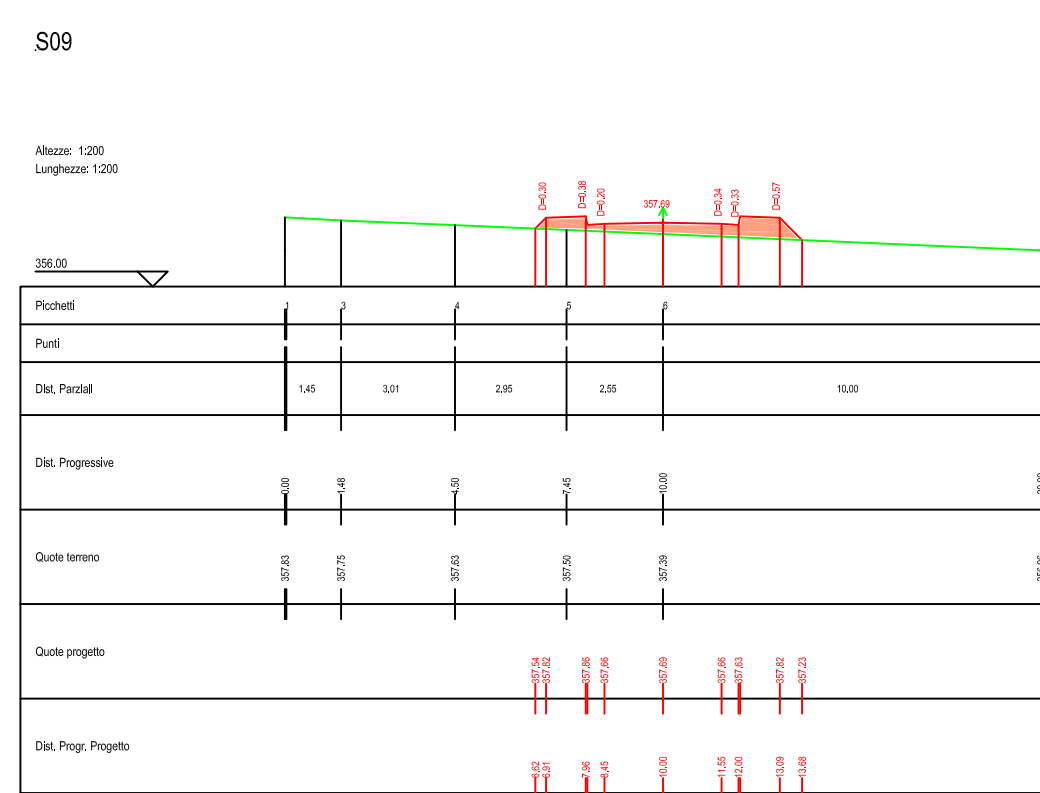 S09
Altezze: 1:200
Lunghezze: 1:200
D=0.30 D=0.38 D=0.20 357.69 D=0.34 D=0.33 D=0.57
356.00
Picchetti 1 3 4 5 6
Punti
Dist. Parziali 1.45 3.01 2.95 2.55 10.00
Dist. Progressive 0.00 1.48 4.50 7.45 10.00
Quote terreno 357.83 357.75 357.63 357.50 357.39
Quote progetto 357.54 357.82 357.86 357.66 357.69 357.66 357.63 357.82 357.23
Dist. Progr. Progetto 6.62 6.91 7.96 8.45 10.00 11.55 12.00 13.09 13.68